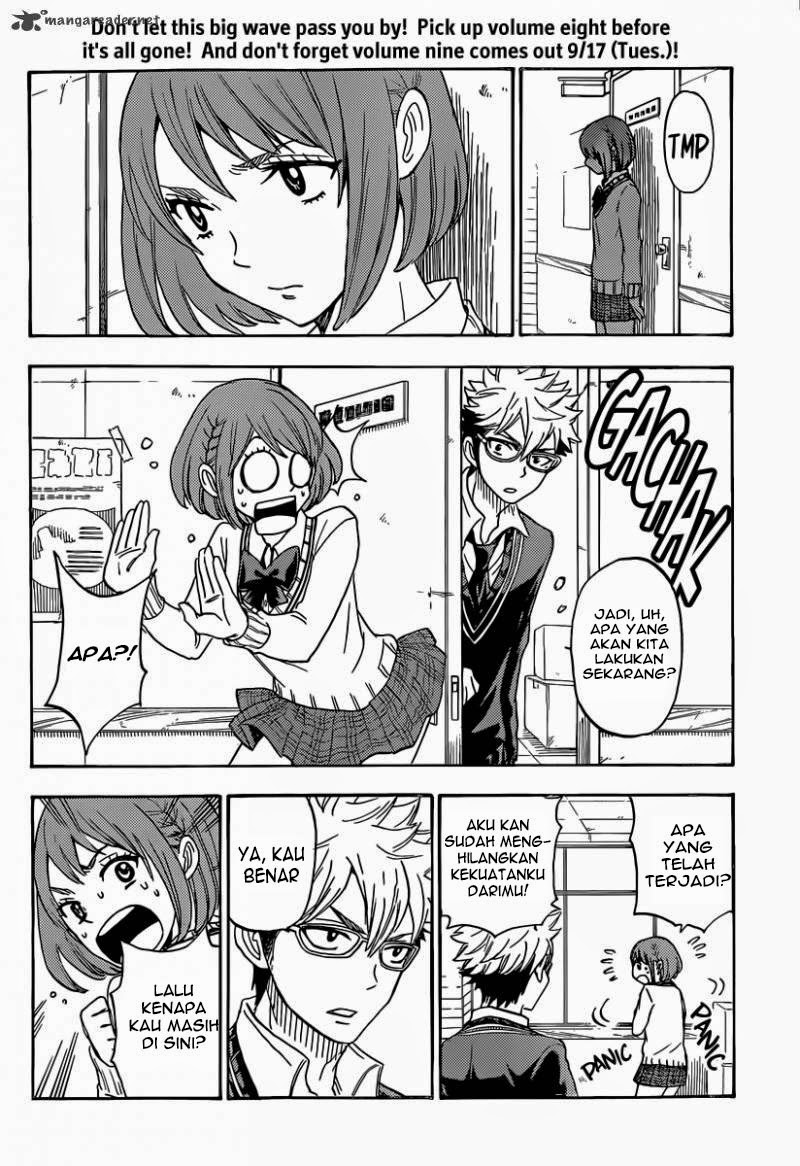 mangareader.net
Don't let this big wave pass you by! Pick up volume eight before
it's all gone! And don't forget volume nine comes out 9/17 (Tues.)!
TMP
GACHAK
JADI, UH,
APA YANG
AKAN KITA
LAKUKAN
SEKARANG?
APA?!
APA
YANG
TELAH
TERJADI?
AKU KAN
SUDAH MENG-
HILANGKAN
KEKUATANKU
DARIMU!
PANIC
PANIC
YA, KAU
BENAR
LALU
KENAPA
KAU MASIH
DI SINI?